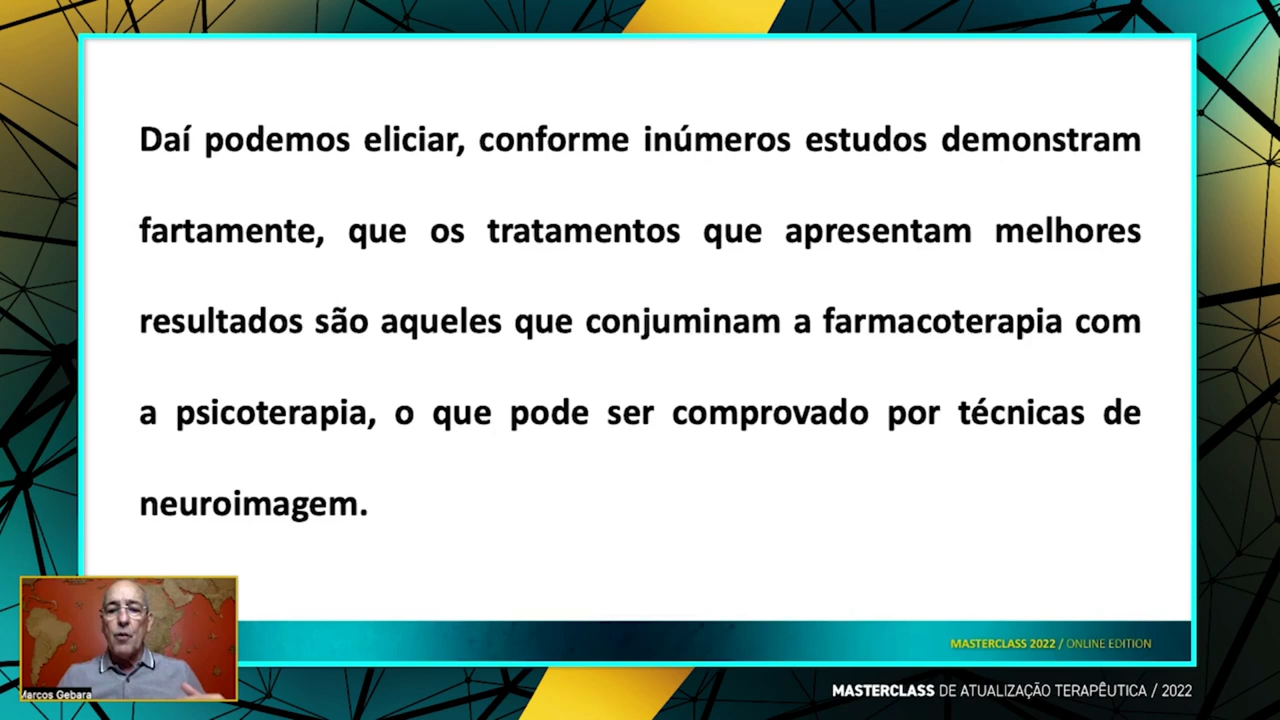 Daí podemos eliciar, conforme inúmeros estudos demonstram
fartamente, que os tratamentos que apresentam melhores
resultados são aqueles que conjuminam a farmacoterapia com
a psicoterapia, o que pode ser comprovado por técnicas de
neuroimagem.
MASTERCLASS 2022 / ONLINE EDITION
Marcos Gebara
MASTERCLASS DE ATUALIZAÇÃO TERAPÊUTICA / 2022